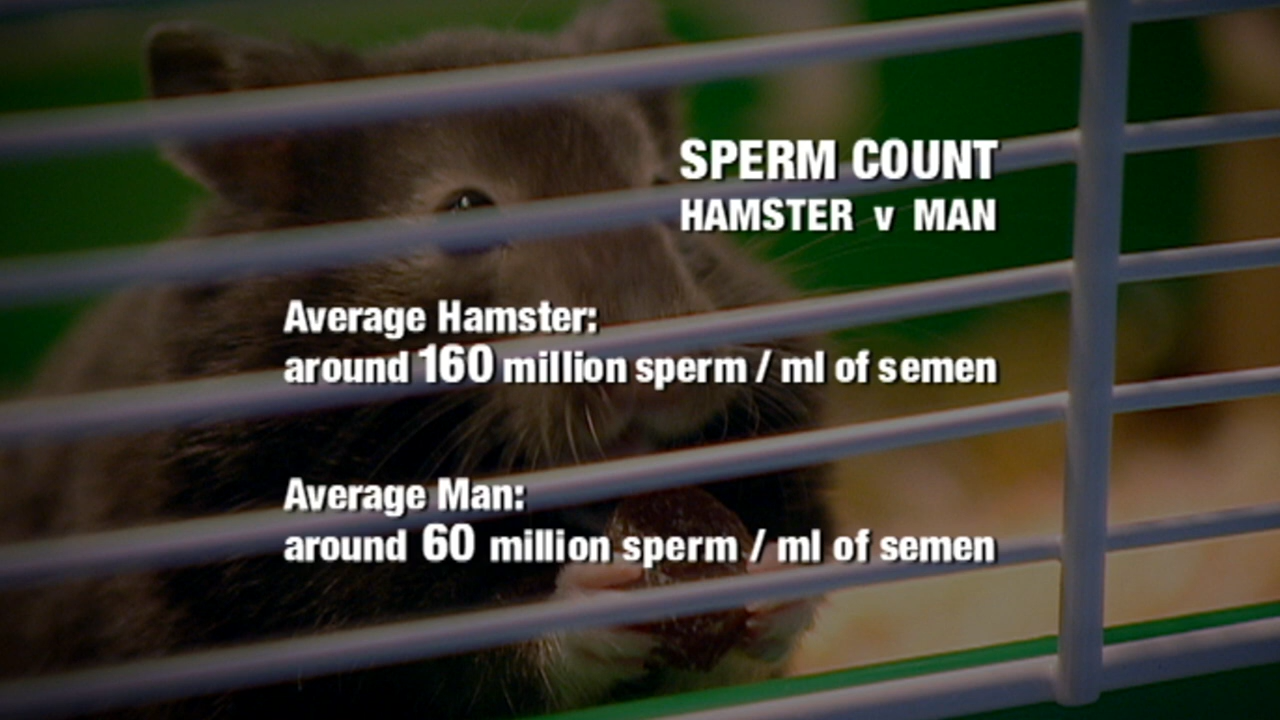 SPERM COUNT
HAMSTER v MAN
Average Hamster:
around 160 million sperm / ml of semen
Average Man:
around 60 million sperm / ml of semen